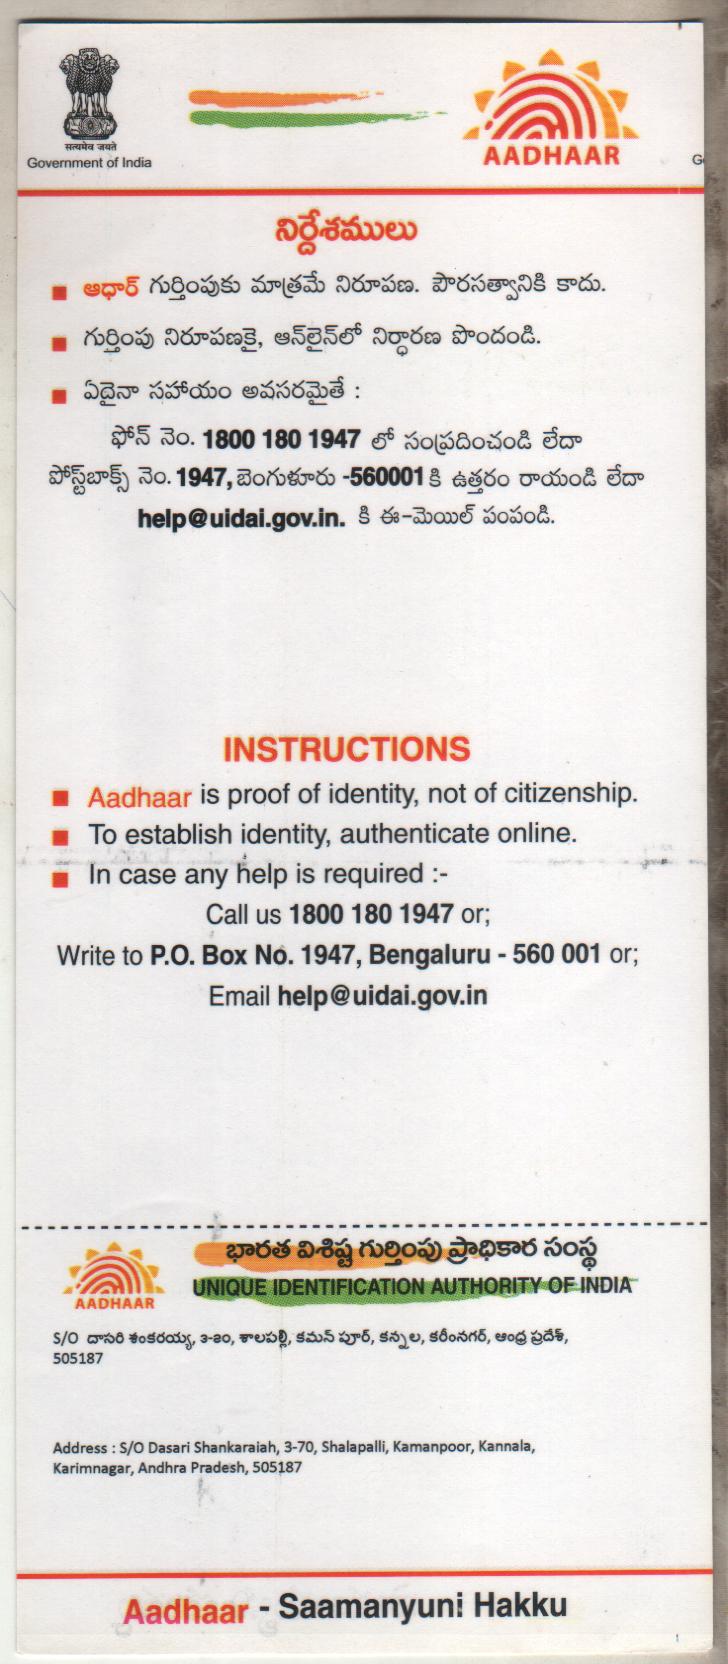 सत्यमेव जयते
Government of India
AADHAAR
నిర్దేశములు
ఆధార్ గుర్తింపుకు మాత్రమే నిరూపణ. పౌరసత్వానికి కాదు.
గుర్తింపు నిరూపణకై, ఆన్‌లైన్‌లో నిర్ధారణ పొందండి.
ఏదైనా సహాయం అవసరమైతే :
ఫోన్ నెం. 1800 180 1947 లో సంప్రదించండి లేదా
పోస్ట్‌బాక్స్ నెం. 1947, బెంగుళూరు -560001 కి ఉత్తరం రాయండి లేదా
help@uidai.gov.in. కి ఈ-మెయిల్ పంపండి.
INSTRUCTIONS
Aadhaar is proof of identity, not of citizenship.
To establish identity, authenticate online.
In case any help is required :-
Call us 1800 180 1947 or;
Write to P.O. Box No. 1947, Bengaluru - 560 001 or;
Email help@uidai.gov.in
భారత విశిష్ట గుర్తింపు ప్రాధికార సంస్థ
AADHAAR
UNIQUE IDENTIFICATION AUTHORITY OF INDIA
S/O దాసరి శంకరయ్య, ౩-౭౦, శాలపల్లి, కమన్ పూర్, కన్నల, కరీంనగర్, ఆంధ్ర ప్రదేశ్,
505187
Address : S/O Dasari Shankaraiah, 3-70, Shalapalli, Kamanpoor, Kannala,
Karimnagar, Andhra Pradesh, 505187
Aadhaar - Saamanyuni Hakku